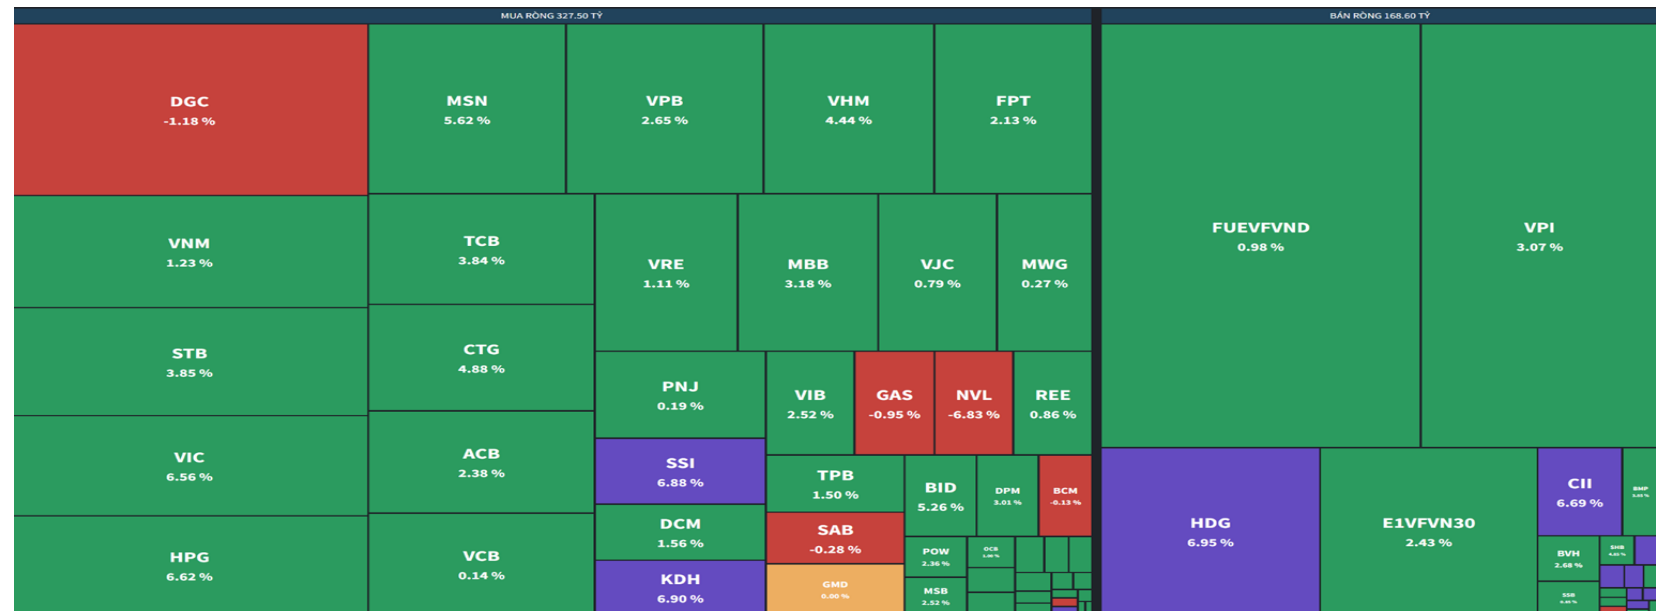 MUA RÒNG 327.50 TỶ
DGC
-1.18 %
MSN
5.62 %
VPB
2.65 %
VHM
4.44 %
FPT
2.13 %
VNM
1.23 %
TCB
3.84 %
VRE
1.11 %
MBB
3.18 %
VJC
0.79 %
MWG
0.27 %
STB
3.85 %
CTG
4.88 %
PNJ
0.19 %
VIB
2.52 %
GAS
-0.95 %
NVL
-6.83 %
REE
0.86 %
VIC
6.56 %
ACB
2.38 %
SSI
6.88 %
TPB
1.50 %
BID
5.26 %
DPM
3.01 %
BCM
-0.13 %
HPG
6.62 %
VCB
0.14 %
DCM
1.56 %
SAB
-0.28 %
KDH
6.90 %
GMD
0.00 %
POW
2.36 %
OCB
MSB
2.52 %
BÁN RÒNG 168.60 TỶ
FUEVFVND
0.98 %
VPI
3.07 %
HDG
6.95 %
E1VFVN30
2.43 %
CII
6.69 %
BMP
BVH
2.68 %
SHB
SSB